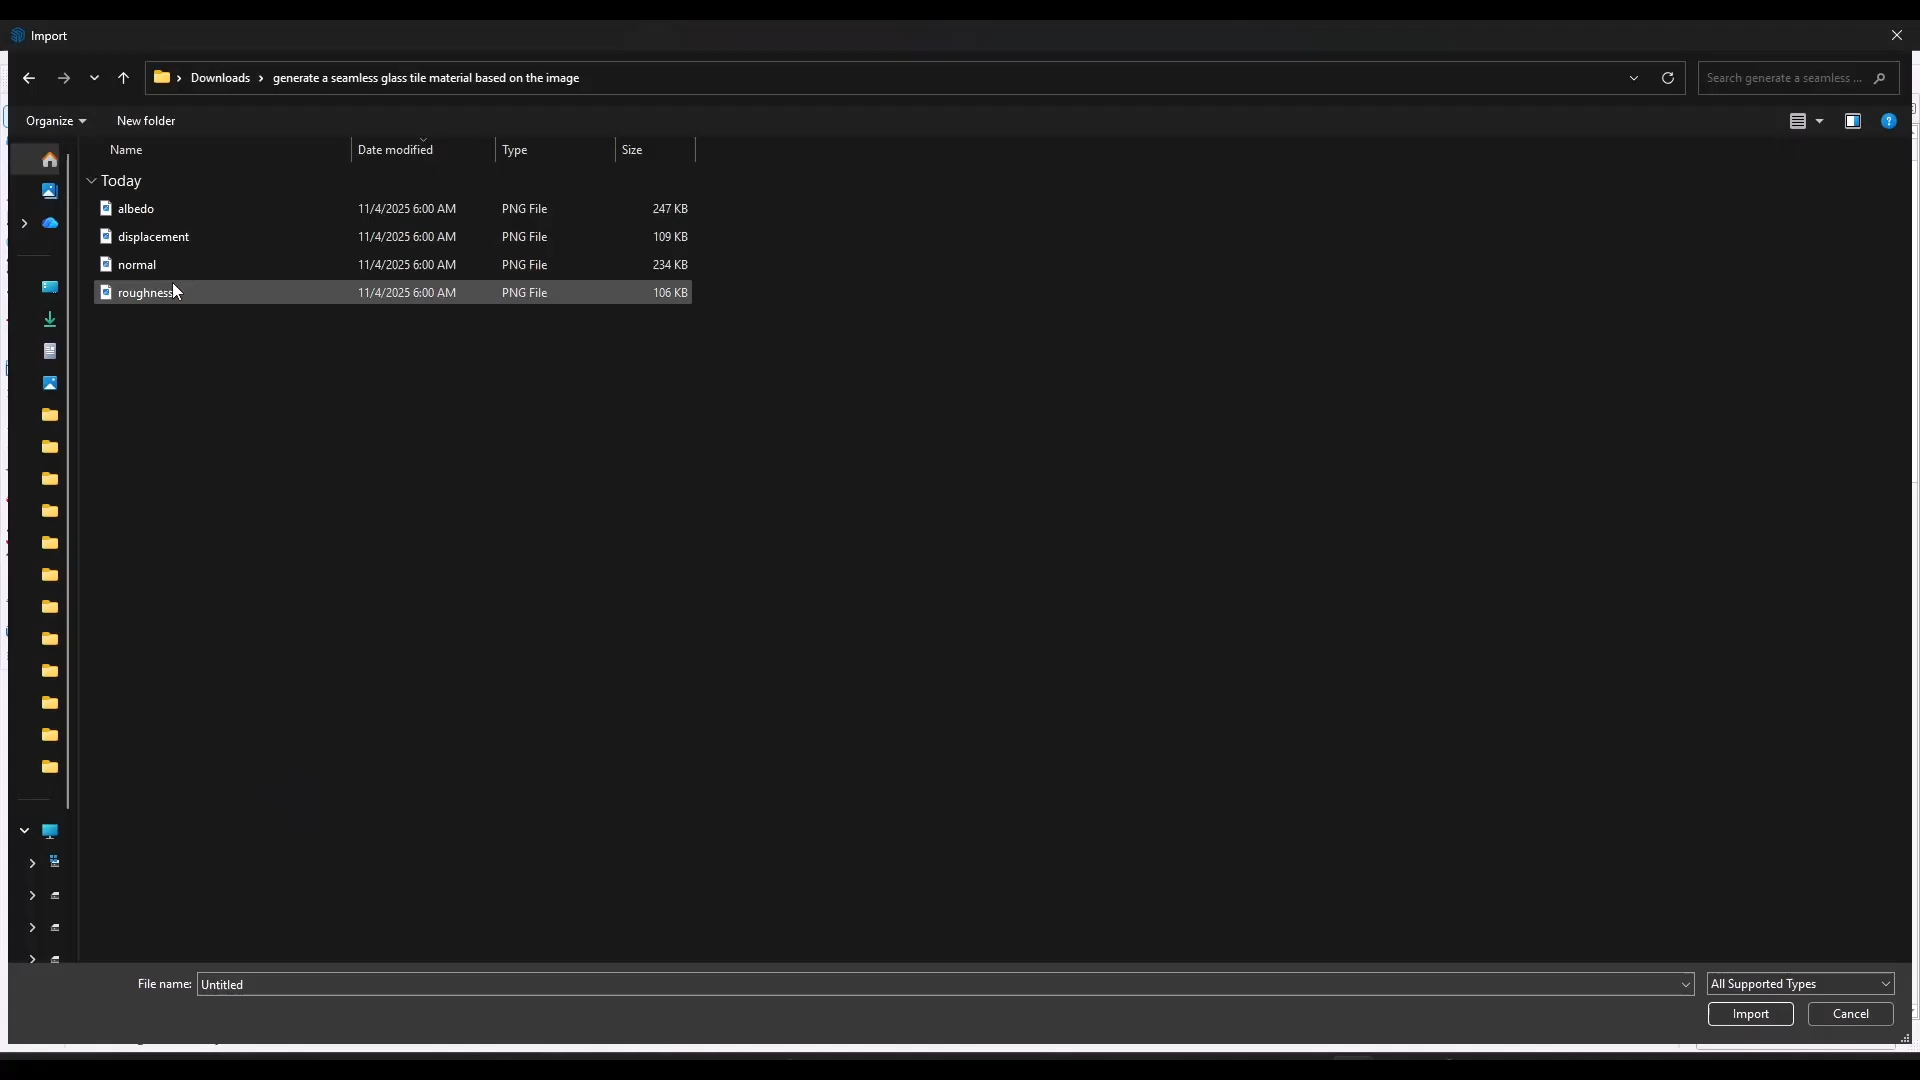 Import
Downloads > generate a seamless glass tile material based on the image
Search generate a seamless ...
Organize
New folder
Name
Date modified
Type
Size
Today
albedo 11/4/2025 6:00 AM PNG File 247 KB
displacement 11/4/2025 6:00 AM PNG File 109 KB
normal 11/4/2025 6:00 AM PNG File 234 KB
roughness 11/4/2025 6:00 AM PNG File 106 KB
File name: Untitled
All Supported Types
Import
Cancel